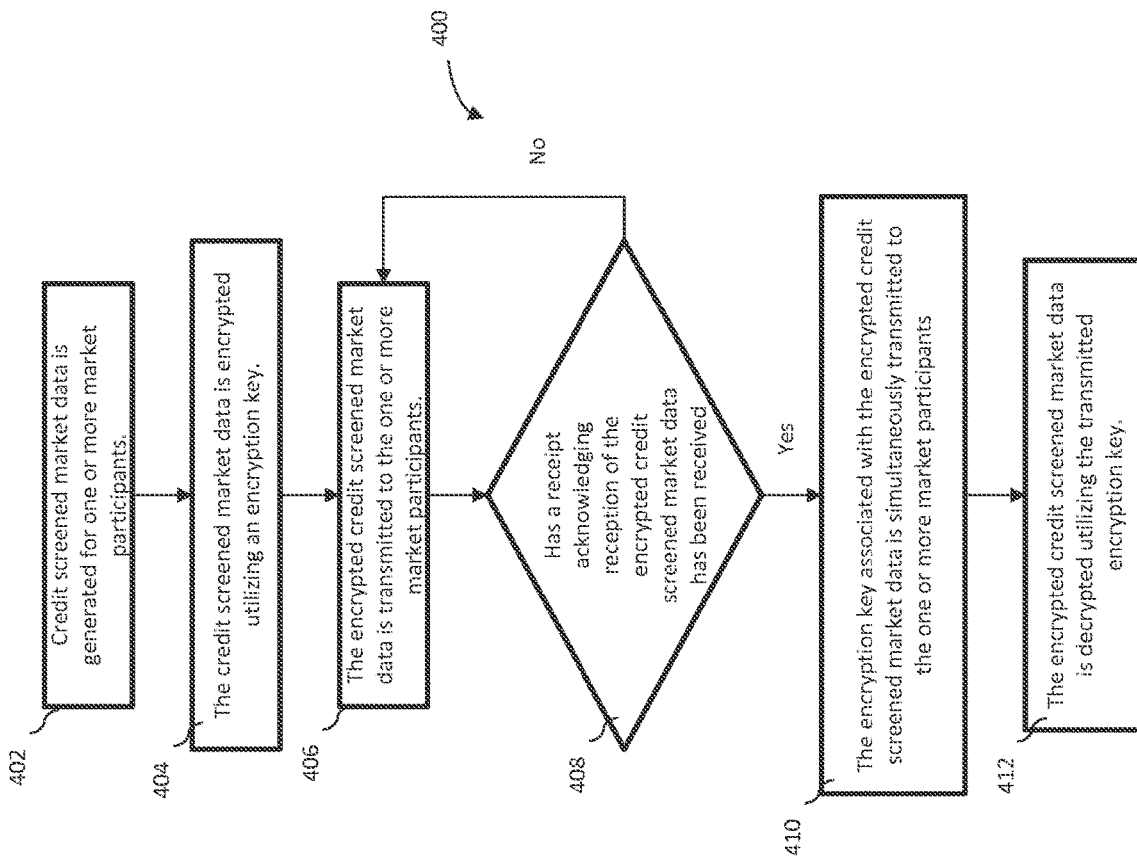 400
402
Credit screened market data is
generated for one or more market
participants.
404
The credit screened market data is encrypted
utilizing an encryption key.
406
The encrypted credit screened market
data is transmitted to the one or more
market participants.
No
408
Has a receipt
acknowledging
reception of the
encrypted credit
screened market data
has been received
Yes
410
The encryption key associated with the encrypted credit
screened market data is simultaneously transmitted to
the one or more market participants
412
The encrypted credit screened market data
is decrypted utilizing the transmitted
encryption key.